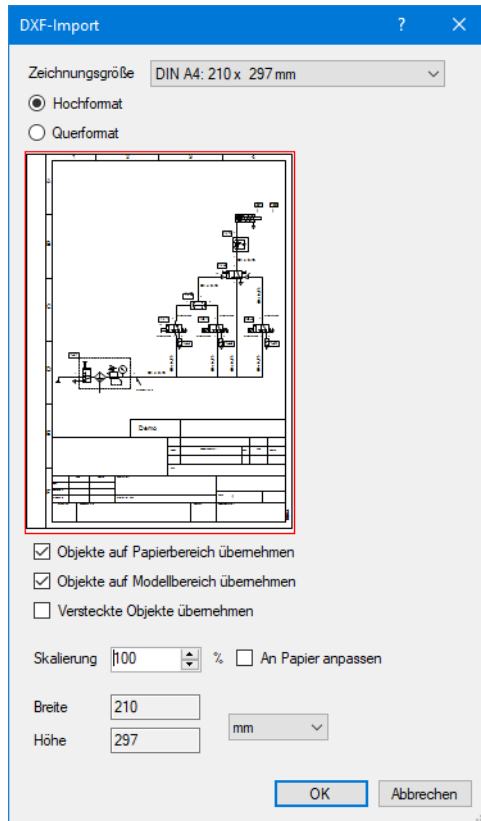 DXF-Import ?
Zeichnungsgröße DIN A4: 210 x 297 mm
Hochformat
Querformat
Demo
Objekte auf Papierbereich übernehmen
Objekte auf Modellbereich übernehmen
Versteckte Objekte übernehmen
Skalierung 100 % An Papier anpassen
Breite 210
mm
Höhe 297
OK Abbrechen